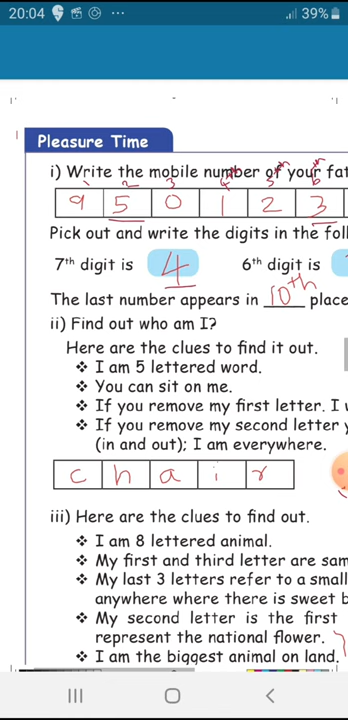 20:04 ... 39%
Pleasure Time
i) Write the mobile number of your fat
1 2 3 4th 5th 6th
9 5 0 1 2 3
Pick out and write the digits in the foll
7th digit is 4 6th digit is
The last number appears in 10th place
ii) Find out who am I?
Here are the clues to find it out.
❖ I am 5 lettered word.
❖ You can sit on me.
❖ If you remove my first letter. I
❖ If you remove my second letter y
(in and out); I am everywhere.
c h a i r
iii) Here are the clues to find out.
❖ I am 8 lettered animal.
❖ My first and third letter are sam
❖ My last 3 letters refer to a small
anywhere where there is sweet b
❖ My second letter is the first
represent the national flower.
❖ I am the biggest animal on land.